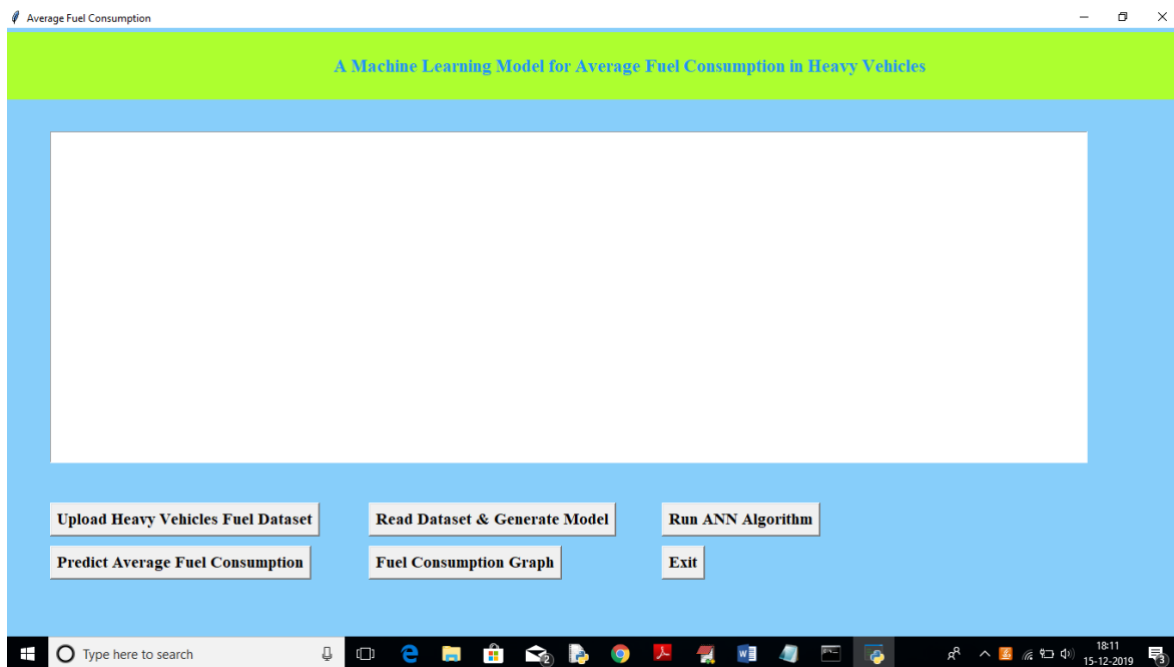 Average Fuel Consumption
A Machine Learning Model for Average Fuel Consumption in Heavy Vehicles
Upload Heavy Vehicles Fuel Dataset
Read Dataset & Generate Model
Run ANN Algorithm
Predict Average Fuel Consumption
Fuel Consumption Graph
Exit
Type here to search
2
18:11
15-12-2019